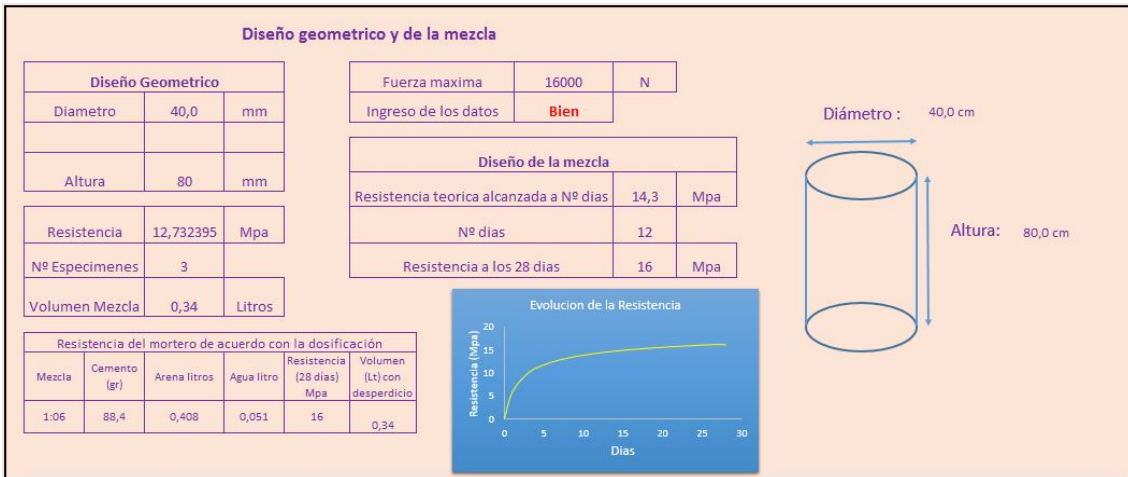 Diseño geometrico y de la mezcla
Diseño Geometrico
Diametro 40,0 mm
Altura 80 mm
Resistencia 12,732395 Mpa
Nº Especimenes 3
Volumen Mezcla 0,34 Litros
Fuerza maxima 16000 N
Ingreso de los datos Bien
Diseño de la mezcla
Resistencia teorica alcanzada a Nº dias 14,3 Mpa
Nº dias 12
Resistencia a los 28 dias 16 Mpa
Diámetro : 40,0 cm
Altura: 80,0 cm
Resistencia del mortero de acuerdo con la dosificación
Mezcla Cemento (gr) Arena litros Agua litro Resistencia (28 dias) Mpa Volumen (Lt) con desperdicio
1:06 88,4 0,408 0,051 16 0,34
Evolucion de la Resistencia
Resistencia (Mpa)
20
15
10
5
0
0 5 10 15 20 25 30
Dias